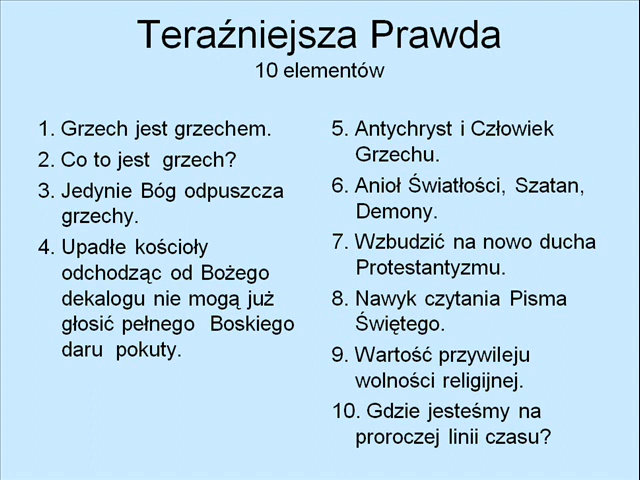 Teraźniejsza Prawda
10 elementów
1. Grzech jest grzechem.
2. Co to jest grzech?
3. Jedynie Bóg odpuszcza
grzechy.
4. Upadłe kościoły
odchodząc od Bożego
dekalogu nie mogą już
głosić pełnego Boskiego
daru pokuty.
5. Antychryst i Człowiek
Grzechu.
6. Anioł Światłości, Szatan,
Demony.
7. Wzbudzić na nowo ducha
Protestantyzmu.
8. Nawyk czytania Pisma
Świętego.
9. Wartość przywileju
wolności religijnej.
10. Gdzie jesteśmy na
proroczej linii czasu?